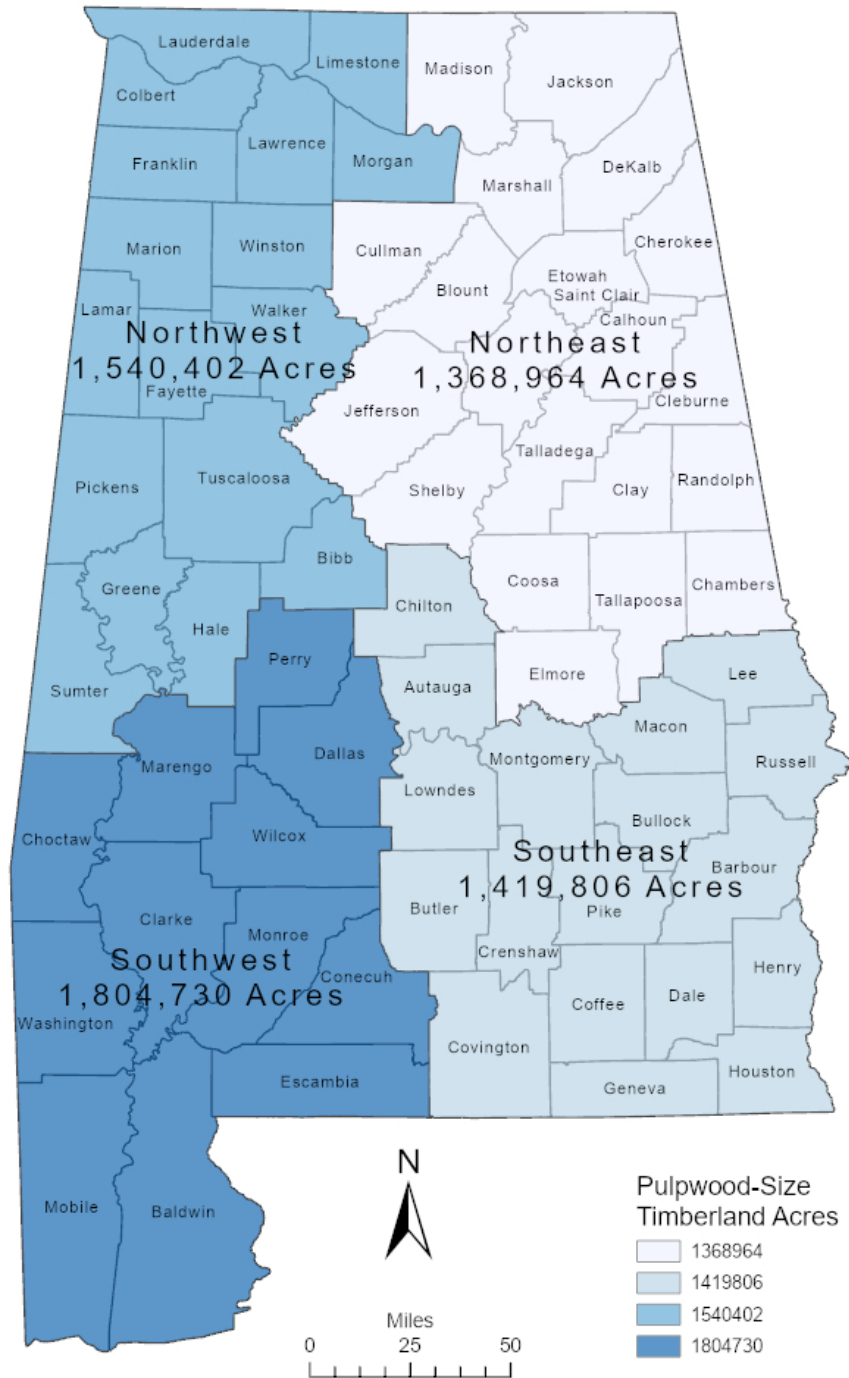 Lauderdale
Limestone
Madison
Jackson
Colbert
Lawrence
Franklin
Morgan
DeKalb
Marshall
Marion
Winston
Cullman
Cherokee
Blount
Etowah
Saint Clair
Lamar
Walker
Calhoun
Northwest
1,540,402 Acres
Northeast
1,368,964 Acres
Fayette
Cleburne
Jefferson
Talladega
Pickens
Tuscaloosa
Shelby
Clay
Randolph
Bibb
Greene
Coosa
Chambers
Chilton
Tallapoosa
Hale
Perry
Elmore
Lee
Sumter
Autauga
Macon
Marengo
Dallas
Montgomery
Russell
Lowndes
Choctaw
Wilcox
Bullock
Southeast
1,419,806 Acres
Barbour
Butler
Pike
Clarke
Monroe
Crenshaw
Southwest
1,804,730 Acres
Conecuh
Henry
Washington
Coffee
Dale
Covington
Escambia
Geneva
Houston
Mobile
Baldwin
N
Pulpwood-Size
Timberland Acres
1368964
1419806
1540402
1804730
Miles
0 25 50